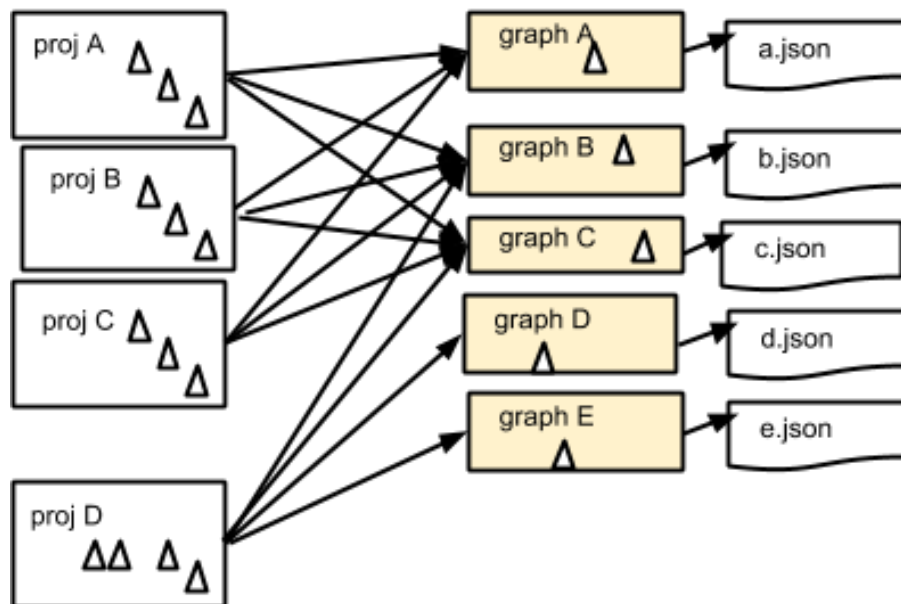 proj A
graph A
a.json
proj B
graph B
b.json
proj C
graph C
c.json
graph D
d.json
graph E
e.json
proj D